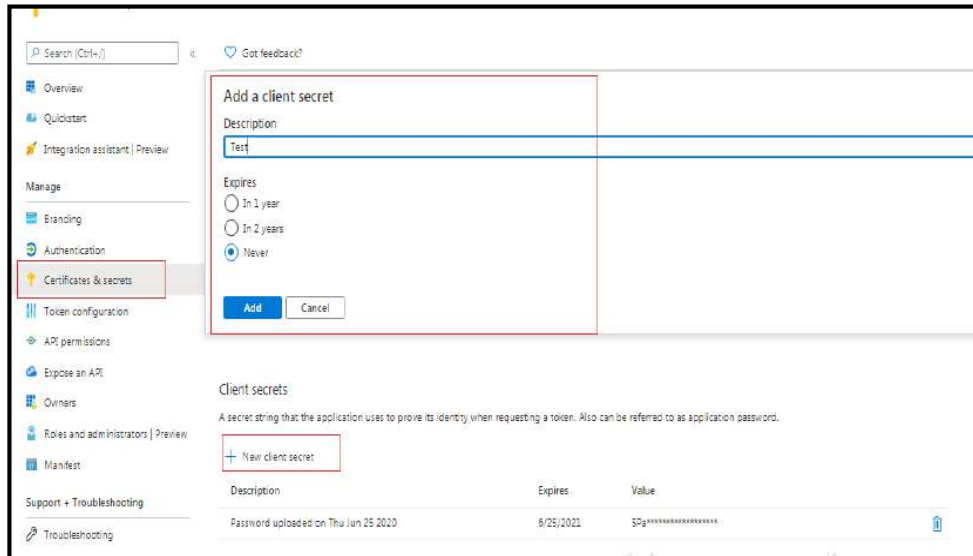 Search (Ctrl+/)
«
Got feedback?
Overview
Quickstart
Integration assistant | Preview
Manage
Branding
Authentication
Certificates & secrets
Token configuration
API permissions
Expose an API
Owners
Roles and administrators | Preview
Manifest
Support + Troubleshooting
Troubleshooting
Add a client secret
Description
Test
Expires
In 1 year
In 2 years
Never
Add Cancel
Client secrets
A secret string that the application uses to prove its identity when requesting a token. Also can be referred to as application password.
+ New client secret
Description Expires Value
Password uploaded on Thu Jun 25 2020 6/25/2021 SPa******************